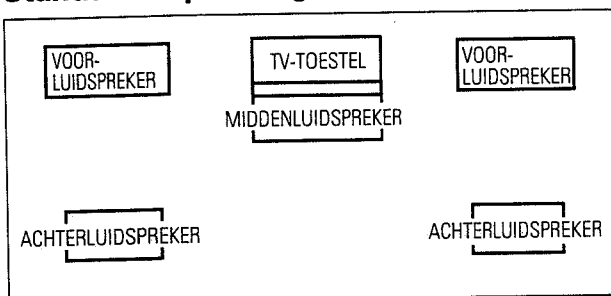 VOOR-
LUIDSPREKER
TV-TOESTEL
VOOR-
LUIDSPREKER
MIDDENLUIDSPREKER
ACHTERLUIDSPREKER
ACHTERLUIDSPREKER